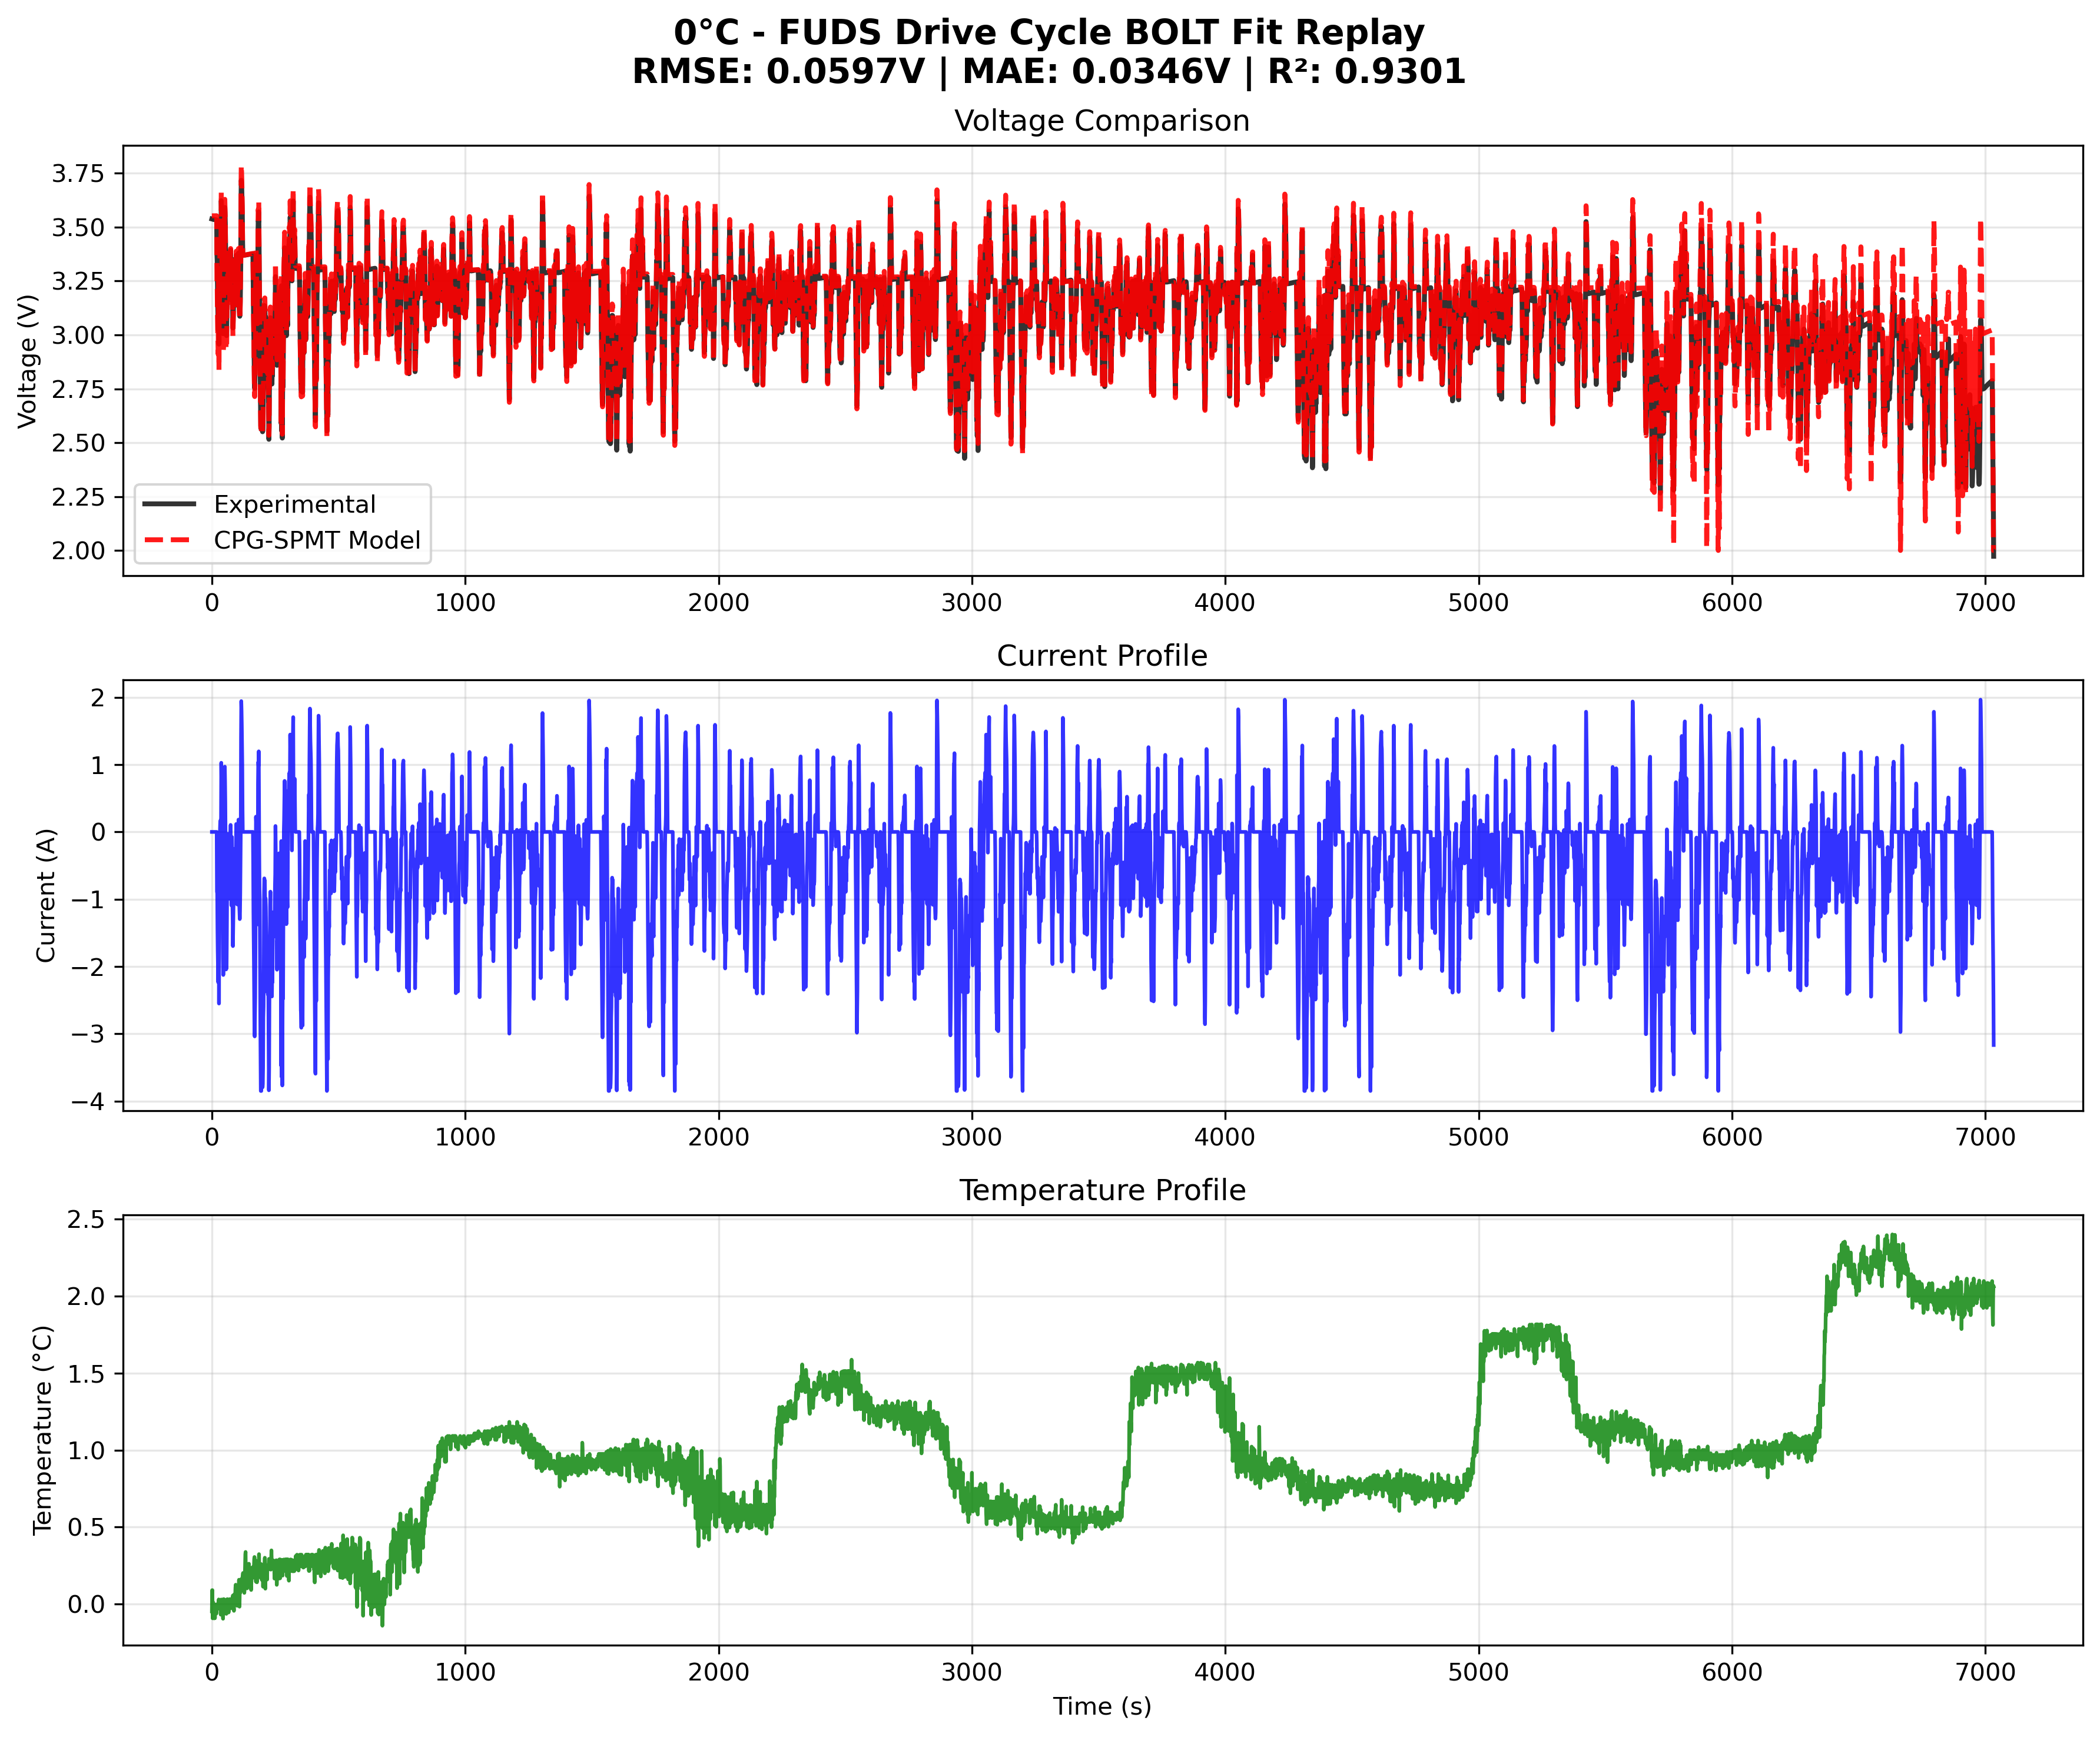 0°C - FUDS Drive Cycle BOLT Fit Replay
RMSE: 0.0597V | MAE: 0.0346V | R²: 0.9301
Voltage Comparison
Voltage (V)
3.75
3.50
3.25
3.00
2.75
2.50
2.25
2.00
Experimental
CPG-SPMT Model
0 1000 2000 3000 4000 5000 6000 7000
Current Profile
Current (A)
2
1
0
−1
−2
−3
−4
0 1000 2000 3000 4000 5000 6000 7000
Temperature Profile
Temperature (°C)
2.5
2.0
1.5
1.0
0.5
0.0
0 1000 2000 3000 4000 5000 6000 7000
Time (s)